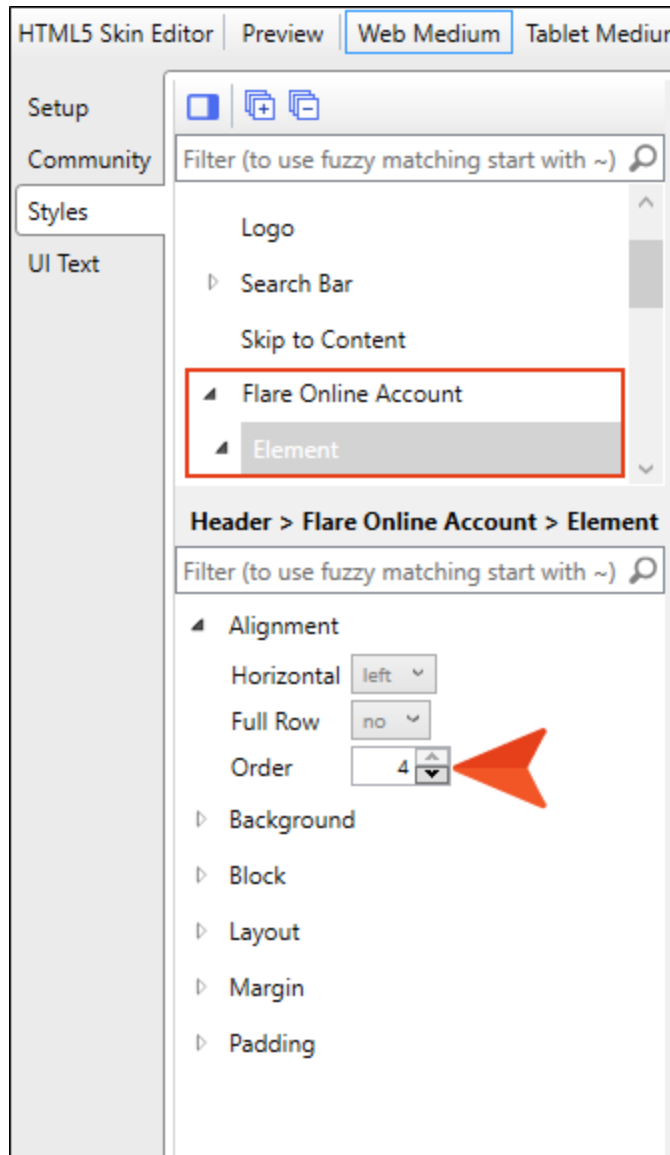 HTML5 Skin Editor Preview Web Medium Tablet Medium
Setup
Community
Styles
UI Text
Filter (to use fuzzy matching start with ~)
Logo
Search Bar
Skip to Content
Flare Online Account
Element
Header > Flare Online Account > Element
Filter (to use fuzzy matching start with ~)
Alignment
Horizontal left
Full Row no
Order 4
Background
Block
Layout
Margin
Padding